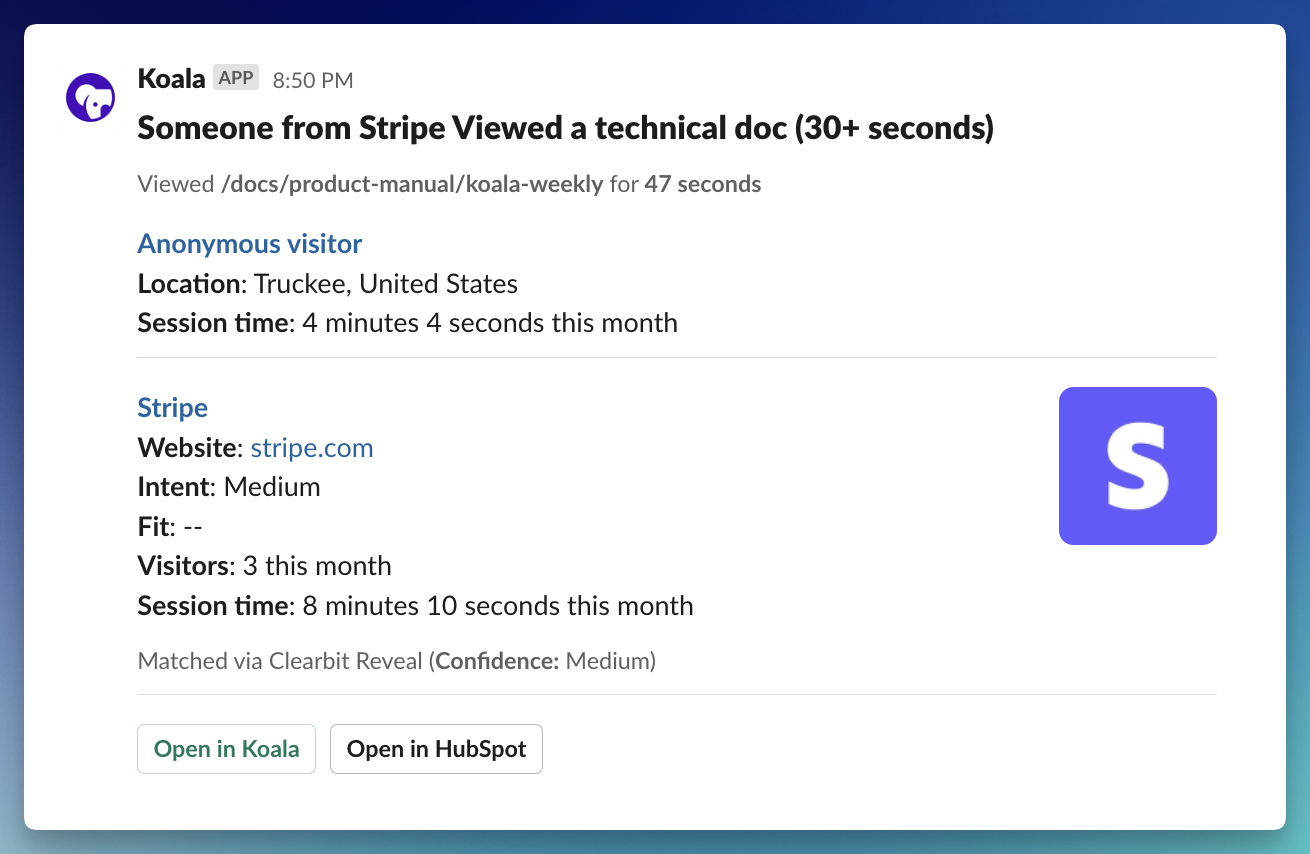 Koala APP 8:50 PM
Someone from Stripe Viewed a technical doc (30+ seconds)
Viewed /docs/product-manual/koala-weekly for 47 seconds
Anonymous visitor
Location: Truckee, United States
Session time: 4 minutes 4 seconds this month
Stripe
Website: stripe.com
Intent: Medium
Fit: --
Visitors: 3 this month
Session time: 8 minutes 10 seconds this month
S
Matched via Clearbit Reveal (Confidence: Medium)
Open in Koala Open in HubSpot